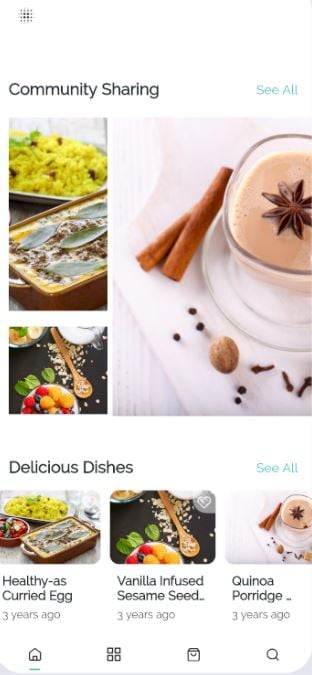 Community Sharing
See All
Delicious Dishes
See All
Healthy-as
Curried Egg
3 years ago
Vanilla Infused
Sesame Seed...
3 years ago
Quinoa
Porridge ...
3 years ago